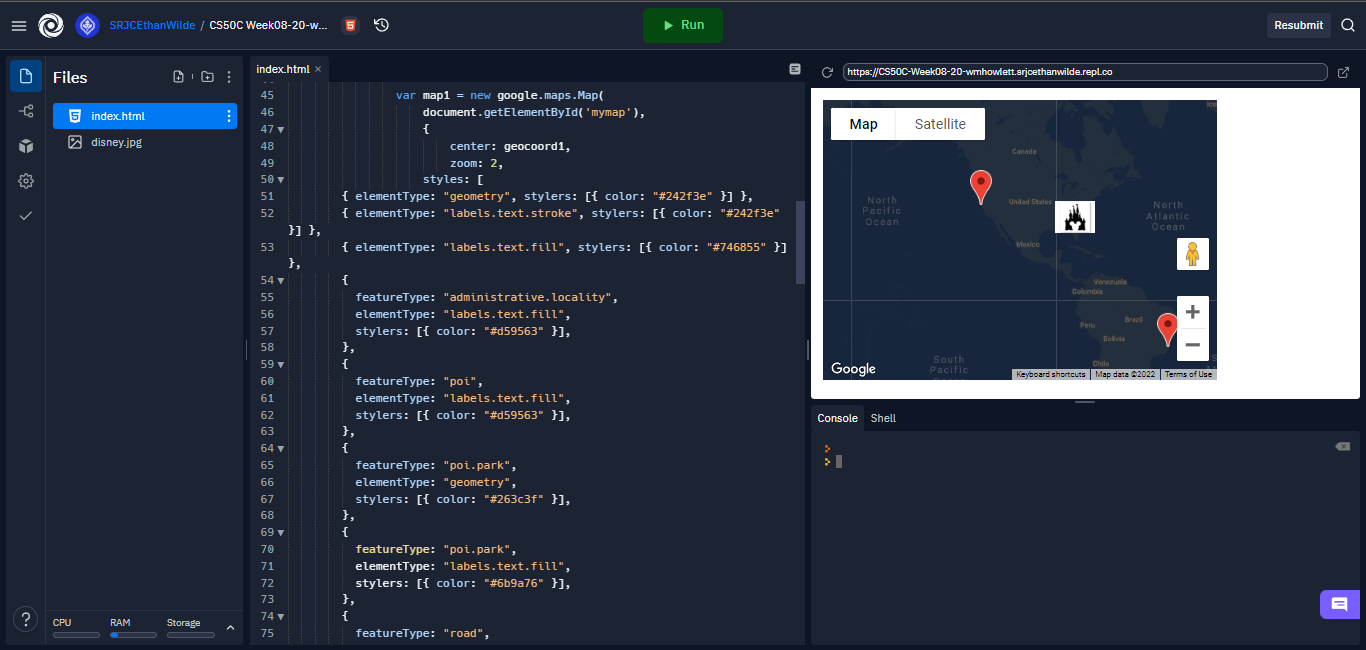 SRJCEthanWilde / CS50C Week08-20-w...
Run
Resubmit
Files
index.html
disney.jpg
CPU
RAM
Storage
?
index.html ×
45 var map1 = new google.maps.Map(
46 document.getElementById('mymap'),
47 {
48 center: geocoord1,
49 zoom: 2,
50 styles: [
51 { elementType: "geometry", stylers: [{ color: "#242f3e" }] },
52 { elementType: "labels.text.stroke", stylers: [{ color: "#242f3e"
}] },
53 { elementType: "labels.text.fill", stylers: [{ color: "#746855" }]
},
54 {
55 featureType: "administrative.locality",
56 elementType: "labels.text.fill",
57 stylers: [{ color: "#d59563" }],
58 },
59 {
60 featureType: "poi",
61 elementType: "labels.text.fill",
62 stylers: [{ color: "#d59563" }],
63 },
64 {
65 featureType: "poi.park",
66 elementType: "geometry",
67 stylers: [{ color: "#263c3f" }],
68 },
69 {
70 featureType: "poi.park",
71 elementType: "labels.text.fill",
72 stylers: [{ color: "#6b9a76" }],
73 },
74 {
75 featureType: "road",
https://CS50C-Week08-20-wmhowlett.srjcethanwilde.repl.co
Map Satellite
Canada
North
Pacific
Ocean
United States
North
Atlantic
Ocean
Mexico
Venezuela
Colombia
Peru
Brazil
Bolivia
Chile
South
Pacific
+
−
Google
Keyboard shortcuts
Map data ©2022
Terms of Use
Console Shell
>
>